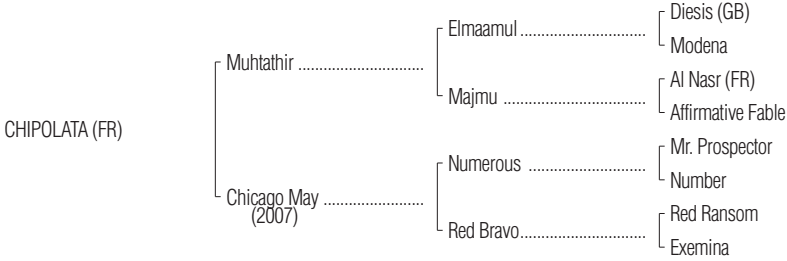 Diesis (GB)
Elmaamul ..............................
Modena
Muhtathir ..............................
Al Nasr (FR)
Majmu ..................................
Affirmative Fable
CHIPOLATA (FR)
Mr. Prospector
Numerous ............................
Number
Chicago May ........................
(2007)
Red Ransom
Red Bravo..............................
Exemina